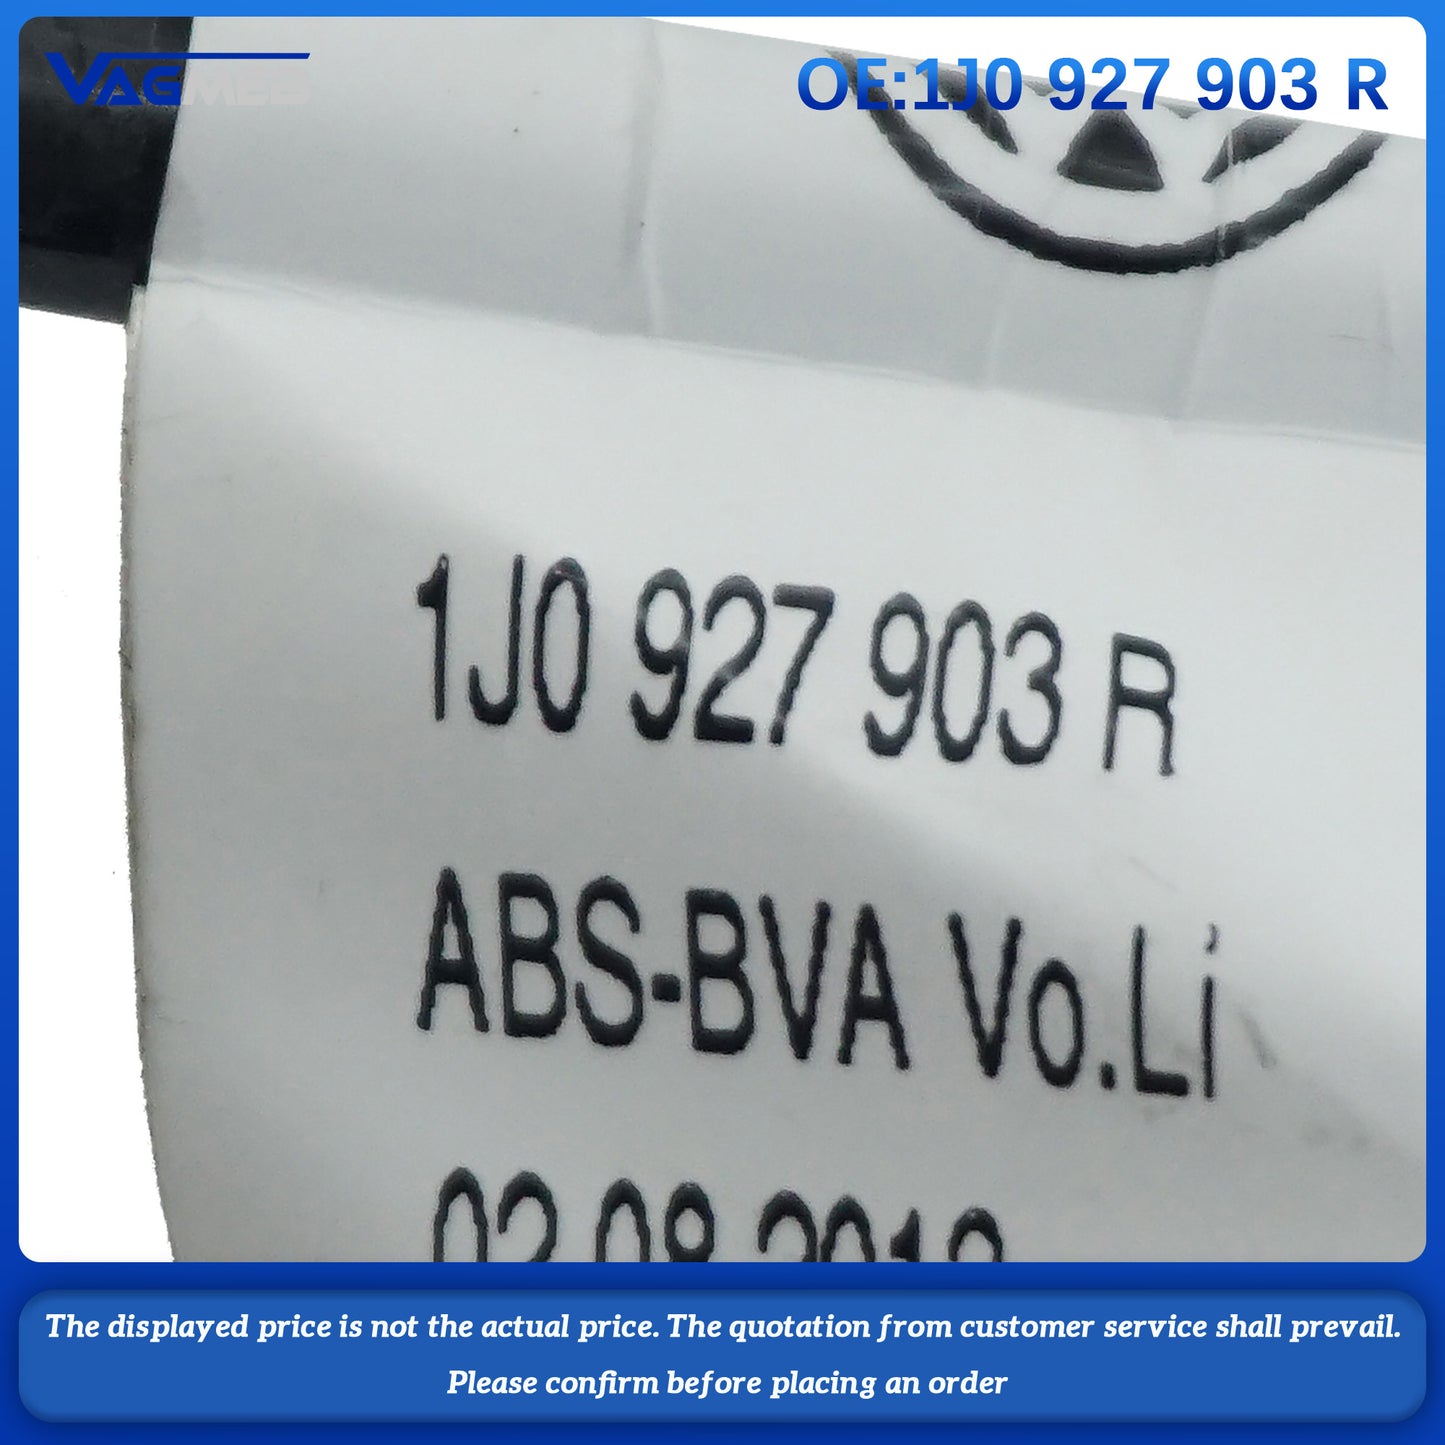 VAGMEB
OE:1J0 927 903 R
1J0 927 903 R
ABS-BVA Vo.Li
The displayed price is not the actual price. The quotation from customer service shall prevail.
Please confirm before placing an order